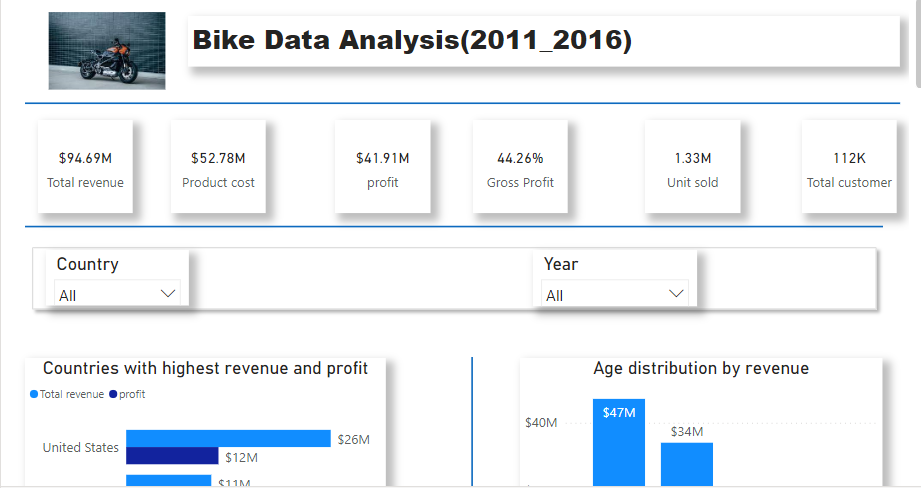 Bike Data Analysis(2011_2016)
$94.69M
Total revenue
$52.78M
Product cost
$41.91M
profit
44.26%
Gross Profit
1.33M
Unit sold
112K
Total customer
Country
All
Year
All
Countries with highest revenue and profit
Total revenue profit
United States
$26M
$12M
$11M
Age distribution by revenue
$40M
$47M
$34M